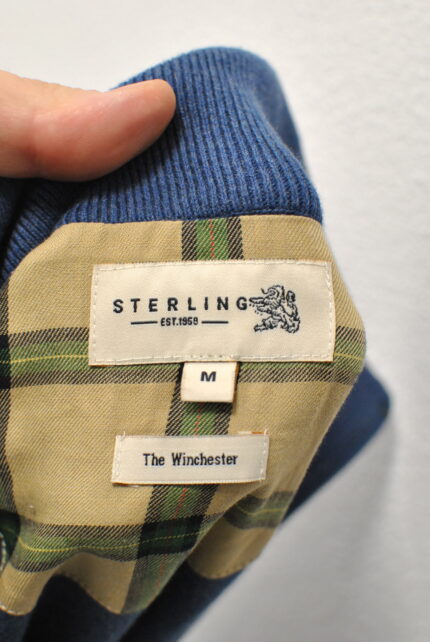 STERLING
EST.1959
M
The Winchester